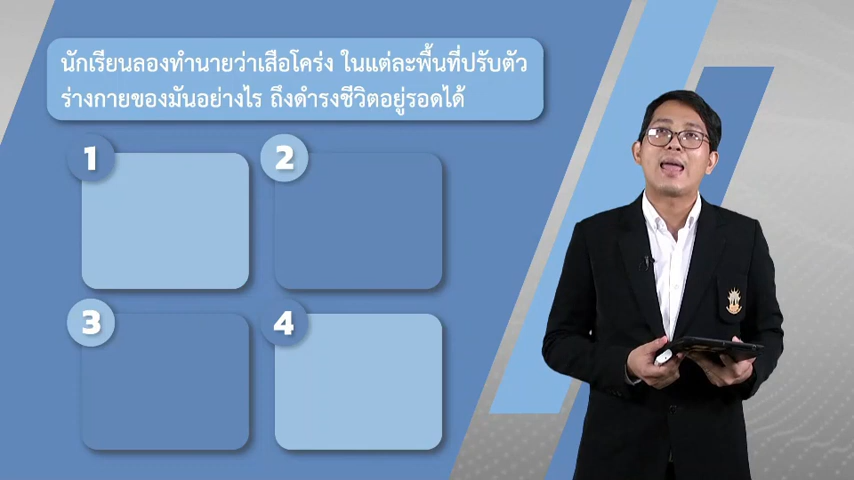 นักเรียนลองทำนายว่าเสือโคร่ง ในแต่ละพื้นที่ปรับตัว
ร่างกายของมันอย่างไร ถึงดำรงชีวิตอยู่รอดได้
1
2
3
4